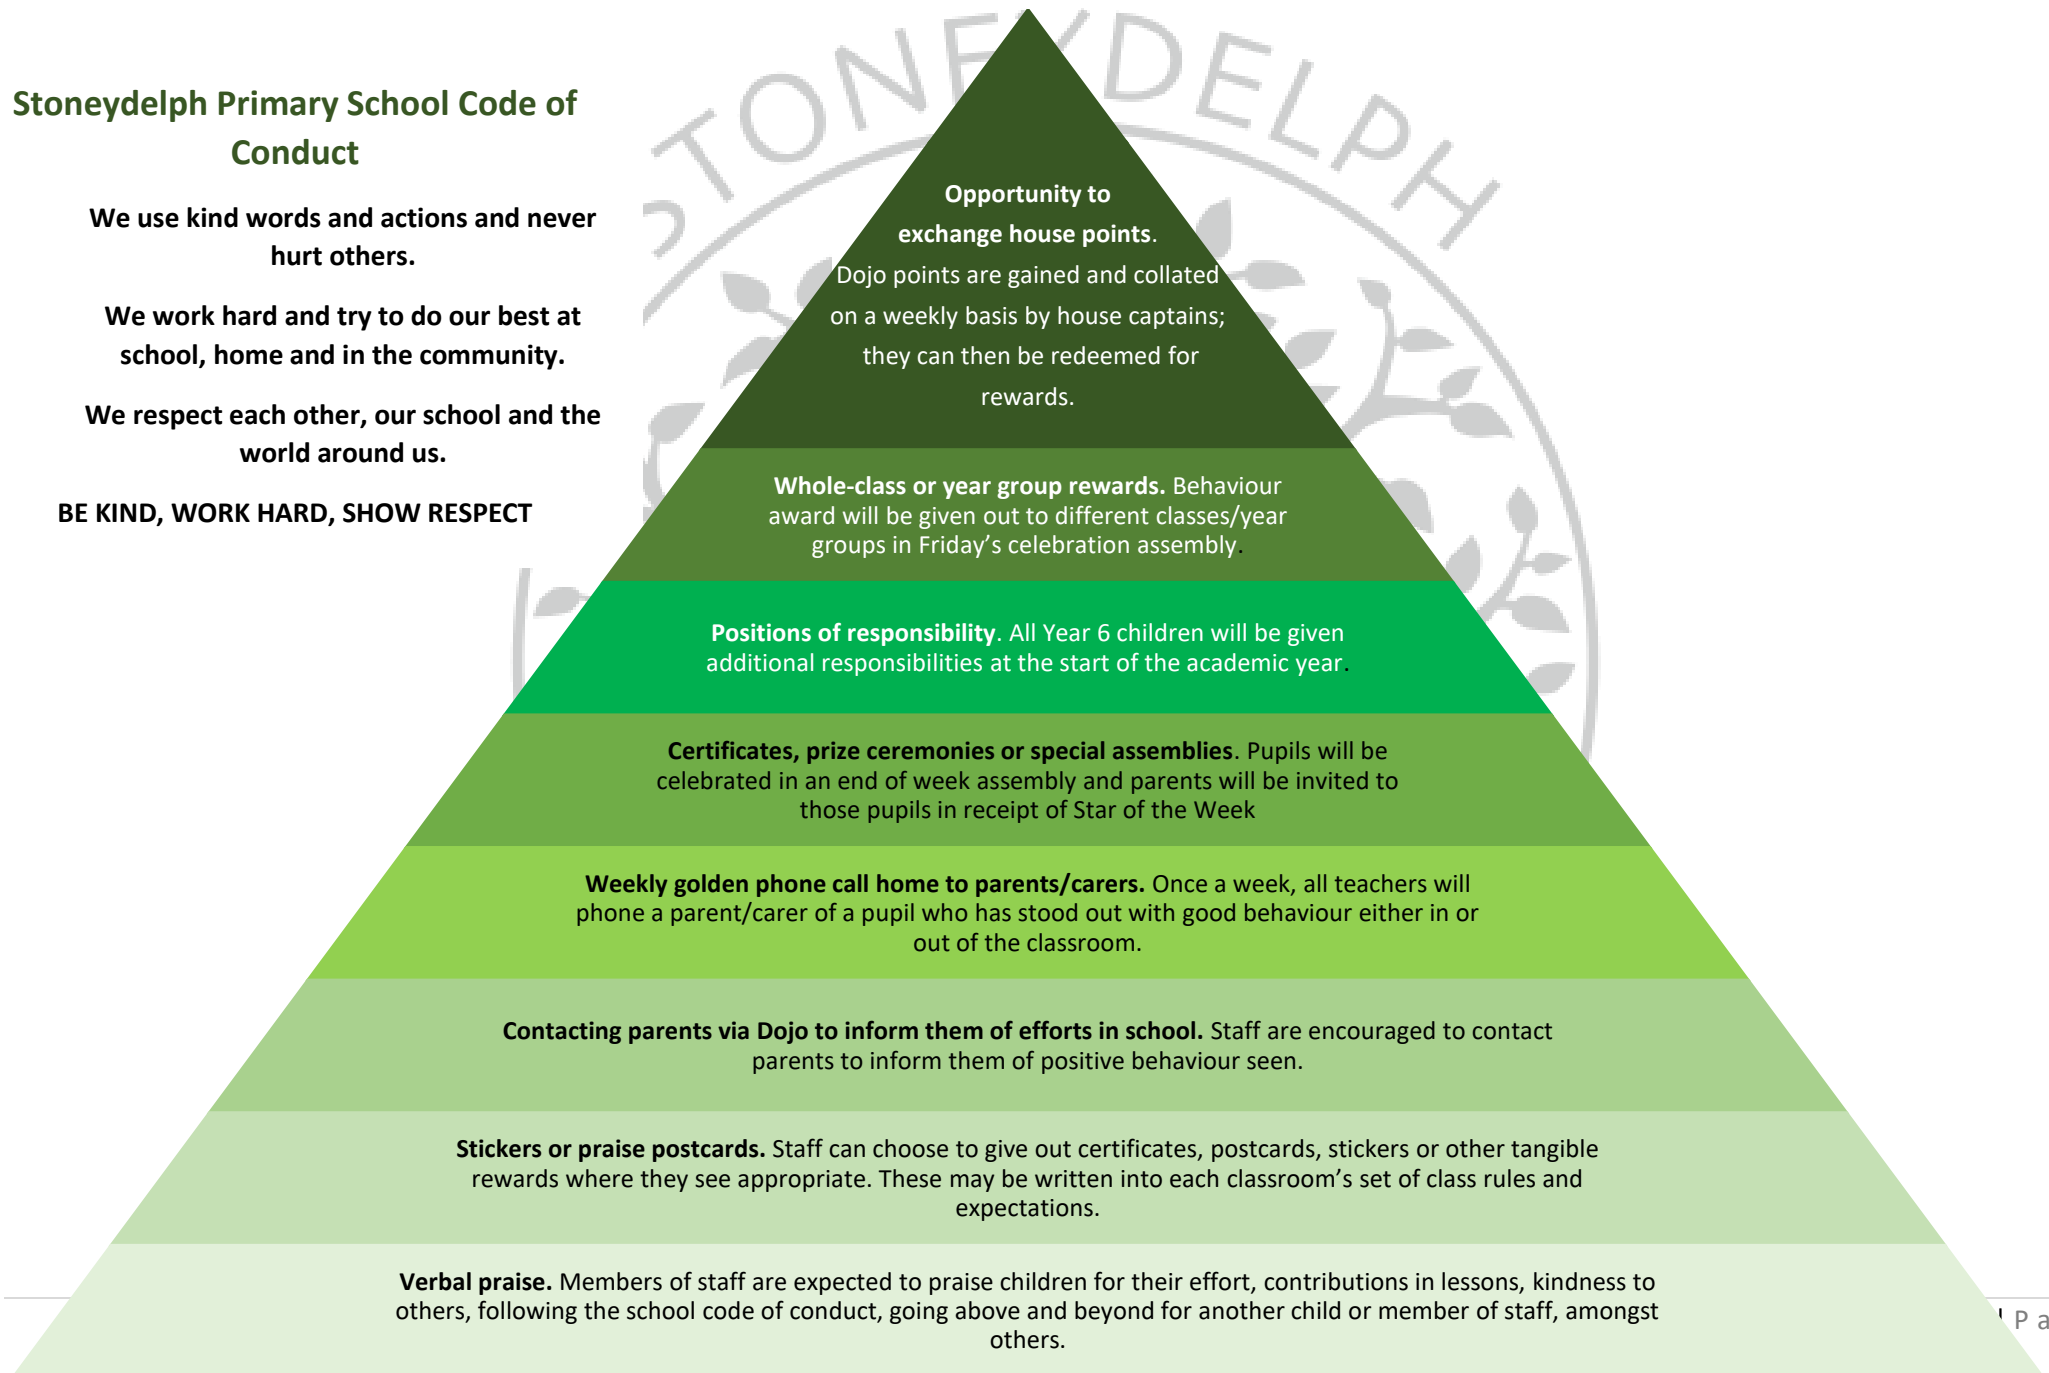 STONEYDELPH
Stoneydelph Primary School Code of
Conduct
We use kind words and actions and never
hurt others.
We work hard and try to do our best at
school, home and in the community.
We respect each other, our school and the
world around us.
BE KIND, WORK HARD, SHOW RESPECT
Opportunity to
exchange house points.
Dojo points are gained and collated
on a weekly basis by house captains;
they can then be redeemed for
rewards.
Whole-class or year group rewards. Behaviour
award will be given out to different classes/year
groups in Friday's celebration assembly.
Positions of responsibility. All Year 6 children will be given
additional responsibilities at the start of the academic year.
Certificates, prize ceremonies or special assemblies. Pupils will be
celebrated in an end of week assembly and parents will be invited to
those pupils in receipt of Star of the Week
Weekly golden phone call home to parents/carers. Once a week, all teachers will
phone a parent/carer of a pupil who has stood out with good behaviour either in or
out of the classroom.
Contacting parents via Dojo to inform them of efforts in school. Staff are encouraged to contact
parents to inform them of positive behaviour seen.
Stickers or praise postcards. Staff can choose to give out certificates, postcards, stickers or other tangible
rewards where they see appropriate. These may be written into each classroom's set of class rules and
expectations.
Verbal praise. Members of staff are expected to praise children for their effort, contributions in lessons, kindness to
others, following the school code of conduct, going above and beyond for another child or member of staff, amongst
others.
| P a